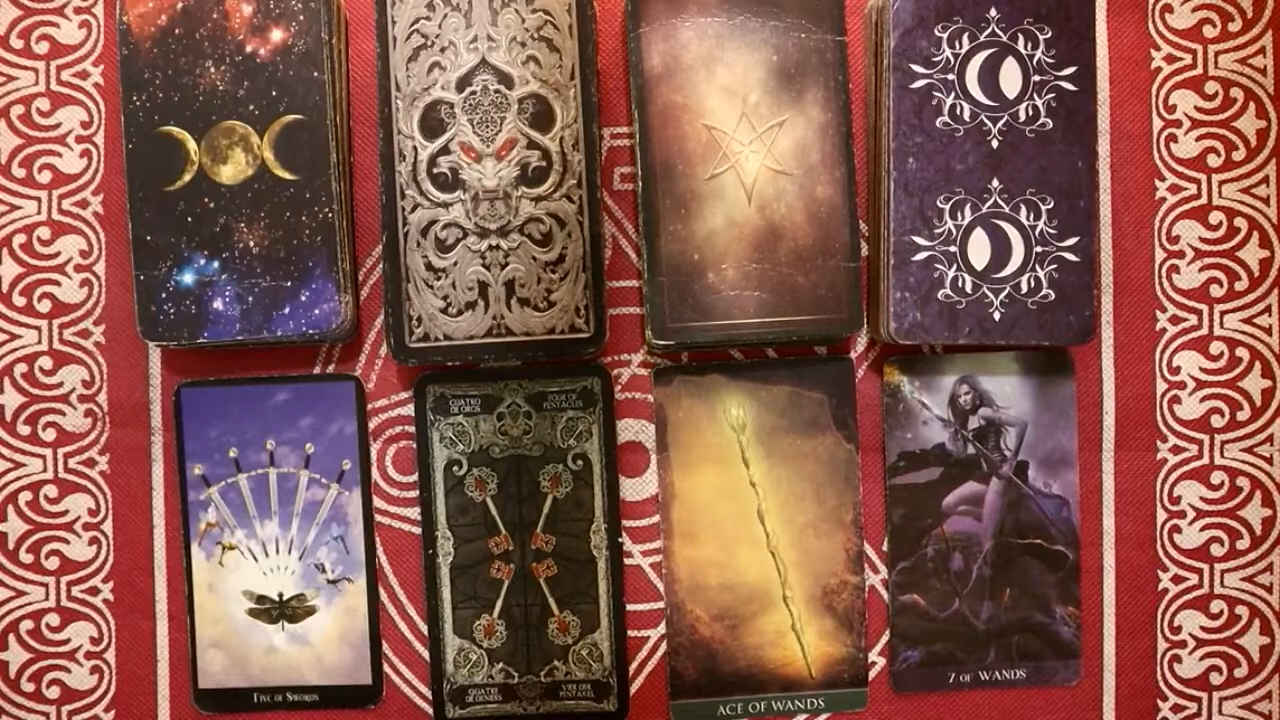 CUATRO
DE OROS
FOUR OF
PENTACLES
QUATRE
DE DENIERS
VIER DER
PENTAKEL
FIVE OF SWORDS
ACE OF WANDS
7 OF WANDS